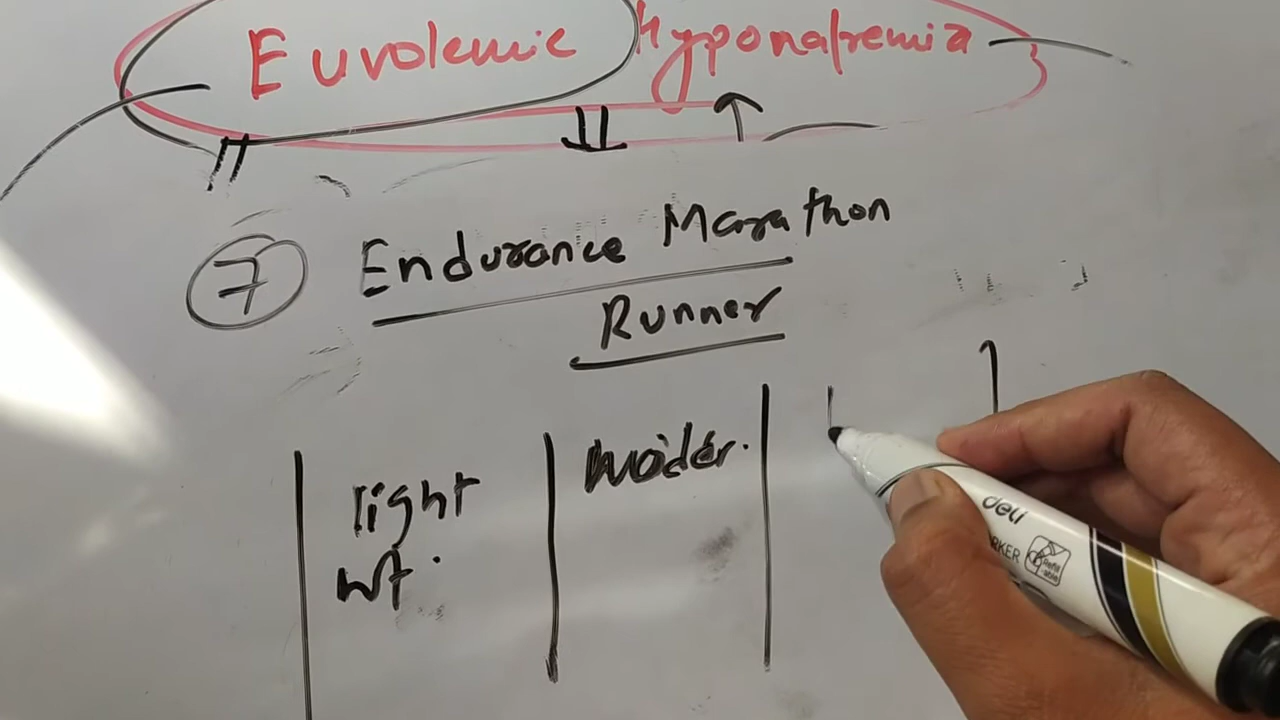 Euvolemic hyponatremia
7 Endurance Marathon
Runner
light moder.
wt.
deli